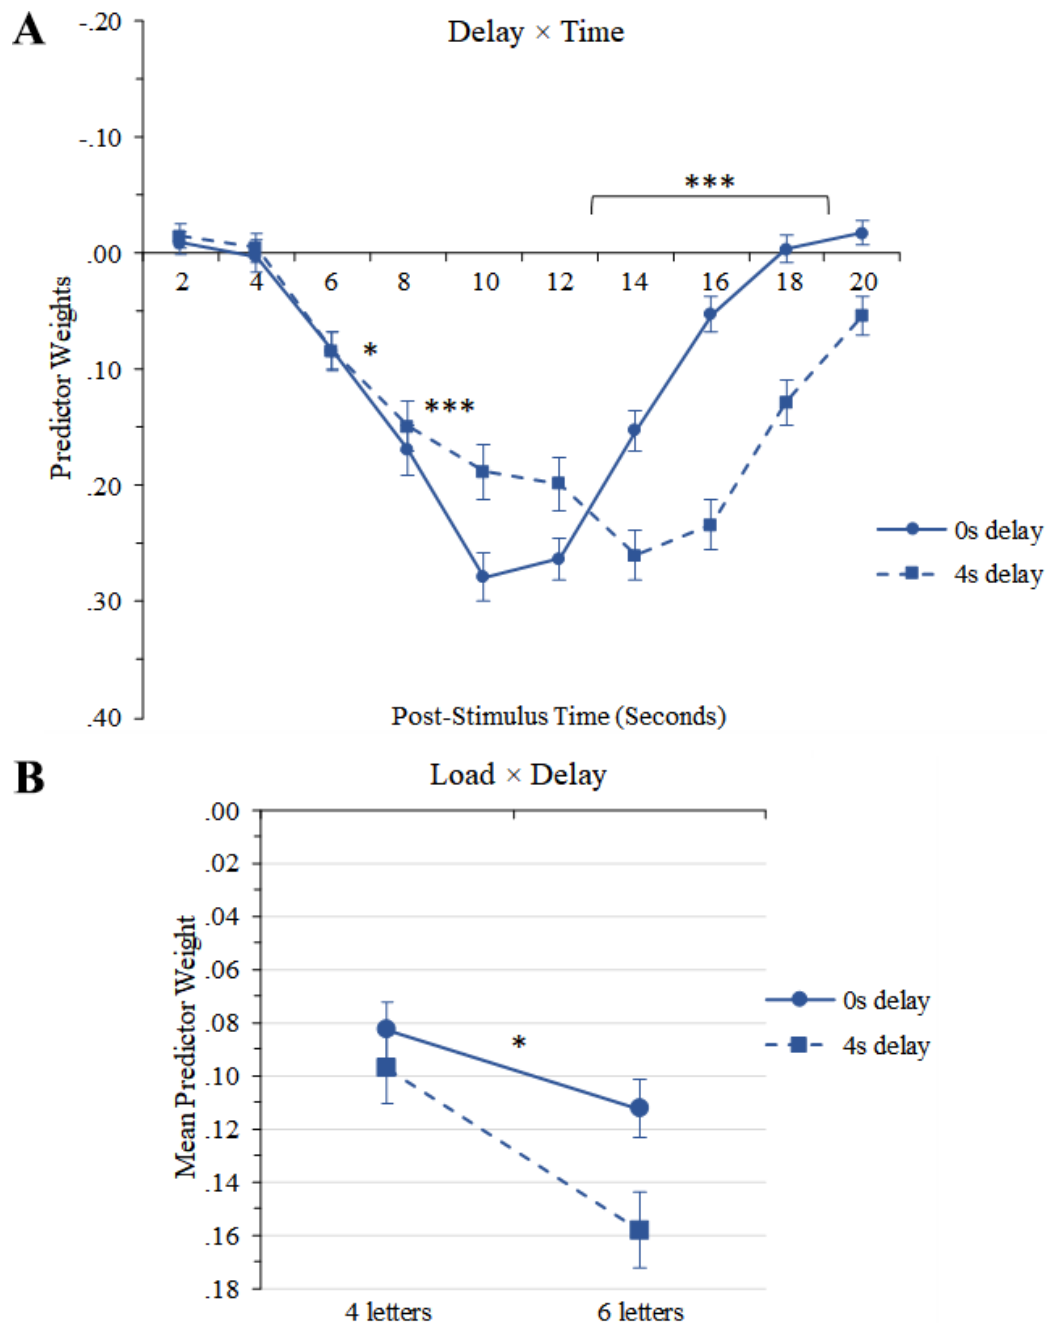 A
Delay × Time
-.20
-.10
.00
.10
.20
.30
.40
Predictor Weights
***
2 4 6 8 10 12 14 16 18 20
*
***
0s delay
4s delay
Post-Stimulus Time (Seconds)
B
Load × Delay
.00
.02
.04
.06
.08
.10
.12
.14
.16
.18
Mean Predictor Weight
*
0s delay
4s delay
4 letters 6 letters